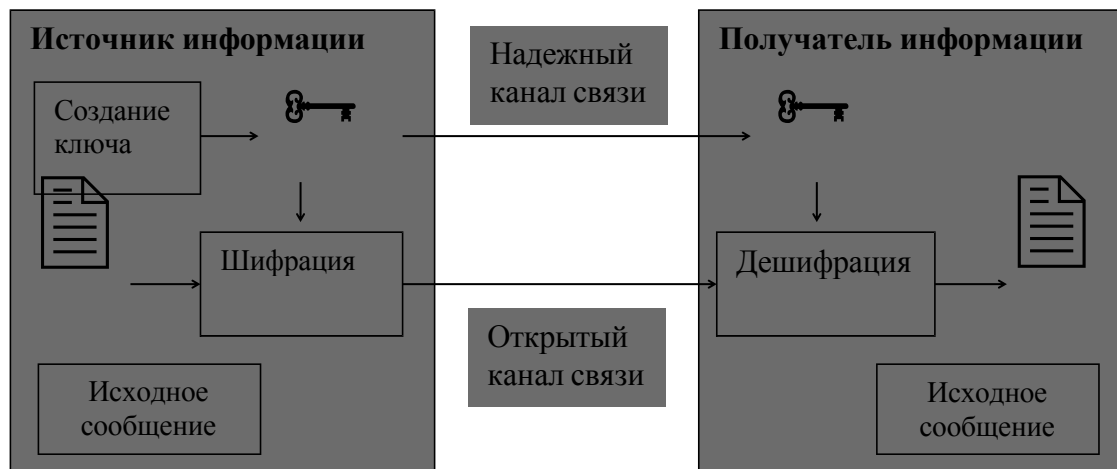 Источник информации
Создание
ключа
Шифрация
Исходное
сообщение
Надежный
канал связи
Открытый
канал связи
Получатель информации
Дешифрация
Исходное
сообщение